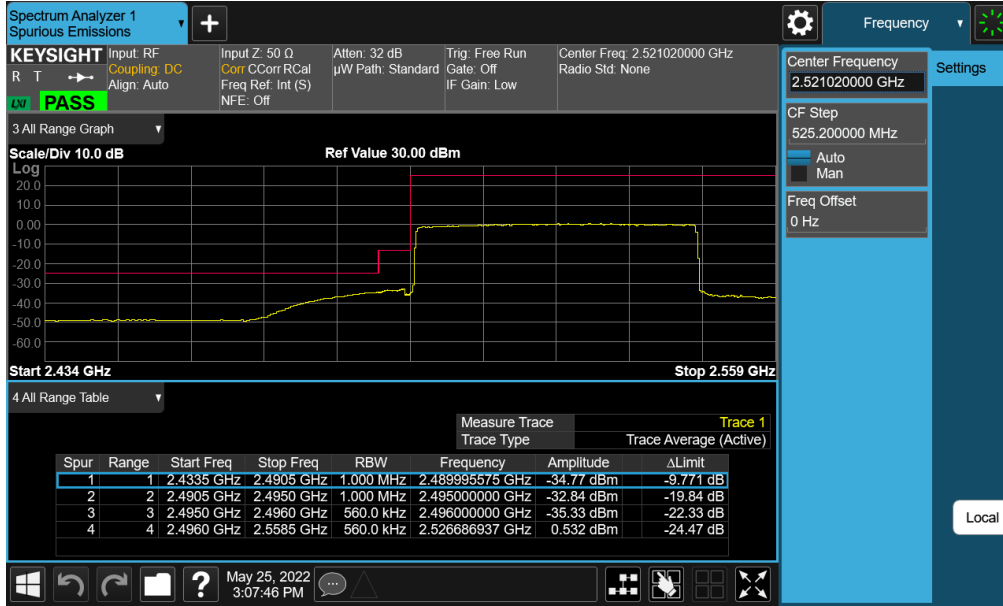 Spectrum Analyzer 1
Spurious Emissions
Frequency
KEYSIGHT
R T
LXI PASS
Input: RF
Coupling: DC
Align: Auto
Input Z: 50 Ω
Corr CCorr RCal
Freq Ref: Int (S)
NFE: Off
Atten: 32 dB
µW Path: Standard
Trig: Free Run
Gate: Off
IF Gain: Low
Center Freq: 2.521020000 GHz
Radio Std: None
3 All Range Graph
Scale/Div 10.0 dB
Ref Value 30.00 dBm
Log
20.0
10.0
0.00
-10.0
-20.0
-30.0
-40.0
-50.0
-60.0
Start 2.434 GHz
Stop 2.559 GHz
4 All Range Table
Measure Trace Trace 1
Trace Type Trace Average (Active)
Spur Range Start Freq Stop Freq RBW Frequency Amplitude ΔLimit
1 1 2.4335 GHz 2.4905 GHz 1.000 MHz 2.489995575 GHz -34.77 dBm -9.771 dB
2 2 2.4905 GHz 2.4950 GHz 1.000 MHz 2.495000000 GHz -32.84 dBm -19.84 dB
3 3 2.4950 GHz 2.4960 GHz 560.0 kHz 2.496000000 GHz -35.33 dBm -22.33 dB
4 4 2.4960 GHz 2.5585 GHz 560.0 kHz 2.526686937 GHz 0.532 dBm -24.47 dB
May 25, 2022
3:07:46 PM
Center Frequency
2.521020000 GHz
CF Step
525.200000 MHz
Auto
Man
Freq Offset
0 Hz
Settings
Local